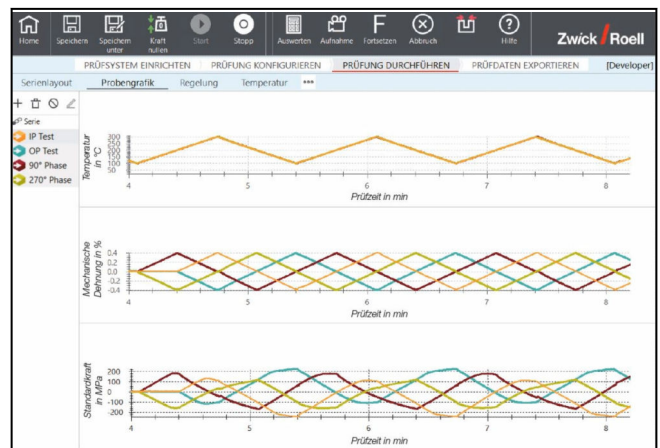 Home Speichern Speichern unter Kraft nullen Start Stopp Auswerten Aufnahme Fortsetzen Abbruch Hilfe Zwick Roell
PRÜFSYSTEM EINRICHTEN PRÜFUNG KONFIGURIEREN PRÜFUNG DURCHFÜHREN PRÜFDATEN EXPORTIEREN [Developer]
Serienlayout Probengrafik Regelung Temperatur •••
Serie
IP Test
OP Test
90° Phase
270° Phase
Temperatur in °C
300
250
200
150
100
50
4 5 6 7 8
Prüfzeit in min
Mechanische Dehnung in %
0.4
0.2
0.0
-0.2
-0.4
4 5 6 7 8
Prüfzeit in min
Standardkraft in MPa
200
100
0
-100
-200
4 5 6 7 8
Prüfzeit in min